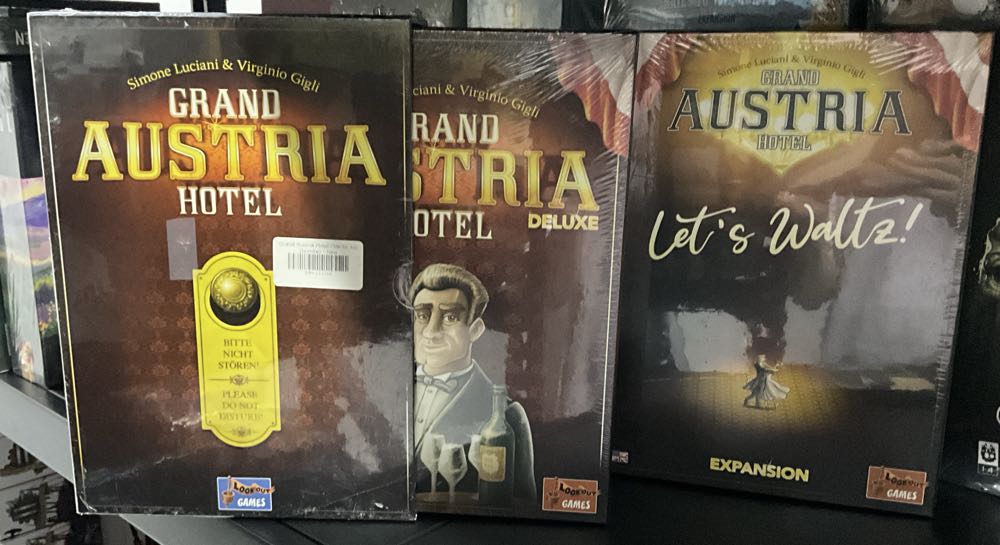 Simone Luciani & Virginio Gigli
GRAND
AUSTRIA
HOTEL
BITTE
NICHT
STÖREN!
PLEASE
DO NOT
DISTURB!
LOOKOUT
GAMES
ciani & Virginio Gigli
RAND
STRIA
OTEL
DELUXE
LOOKOUT
GAMES
Simone Luciani & Virginio Gigli
GRAND
AUSTRIA
HOTEL
Let's Waltz!
EXPANSION
LOOKOUT
GAMES